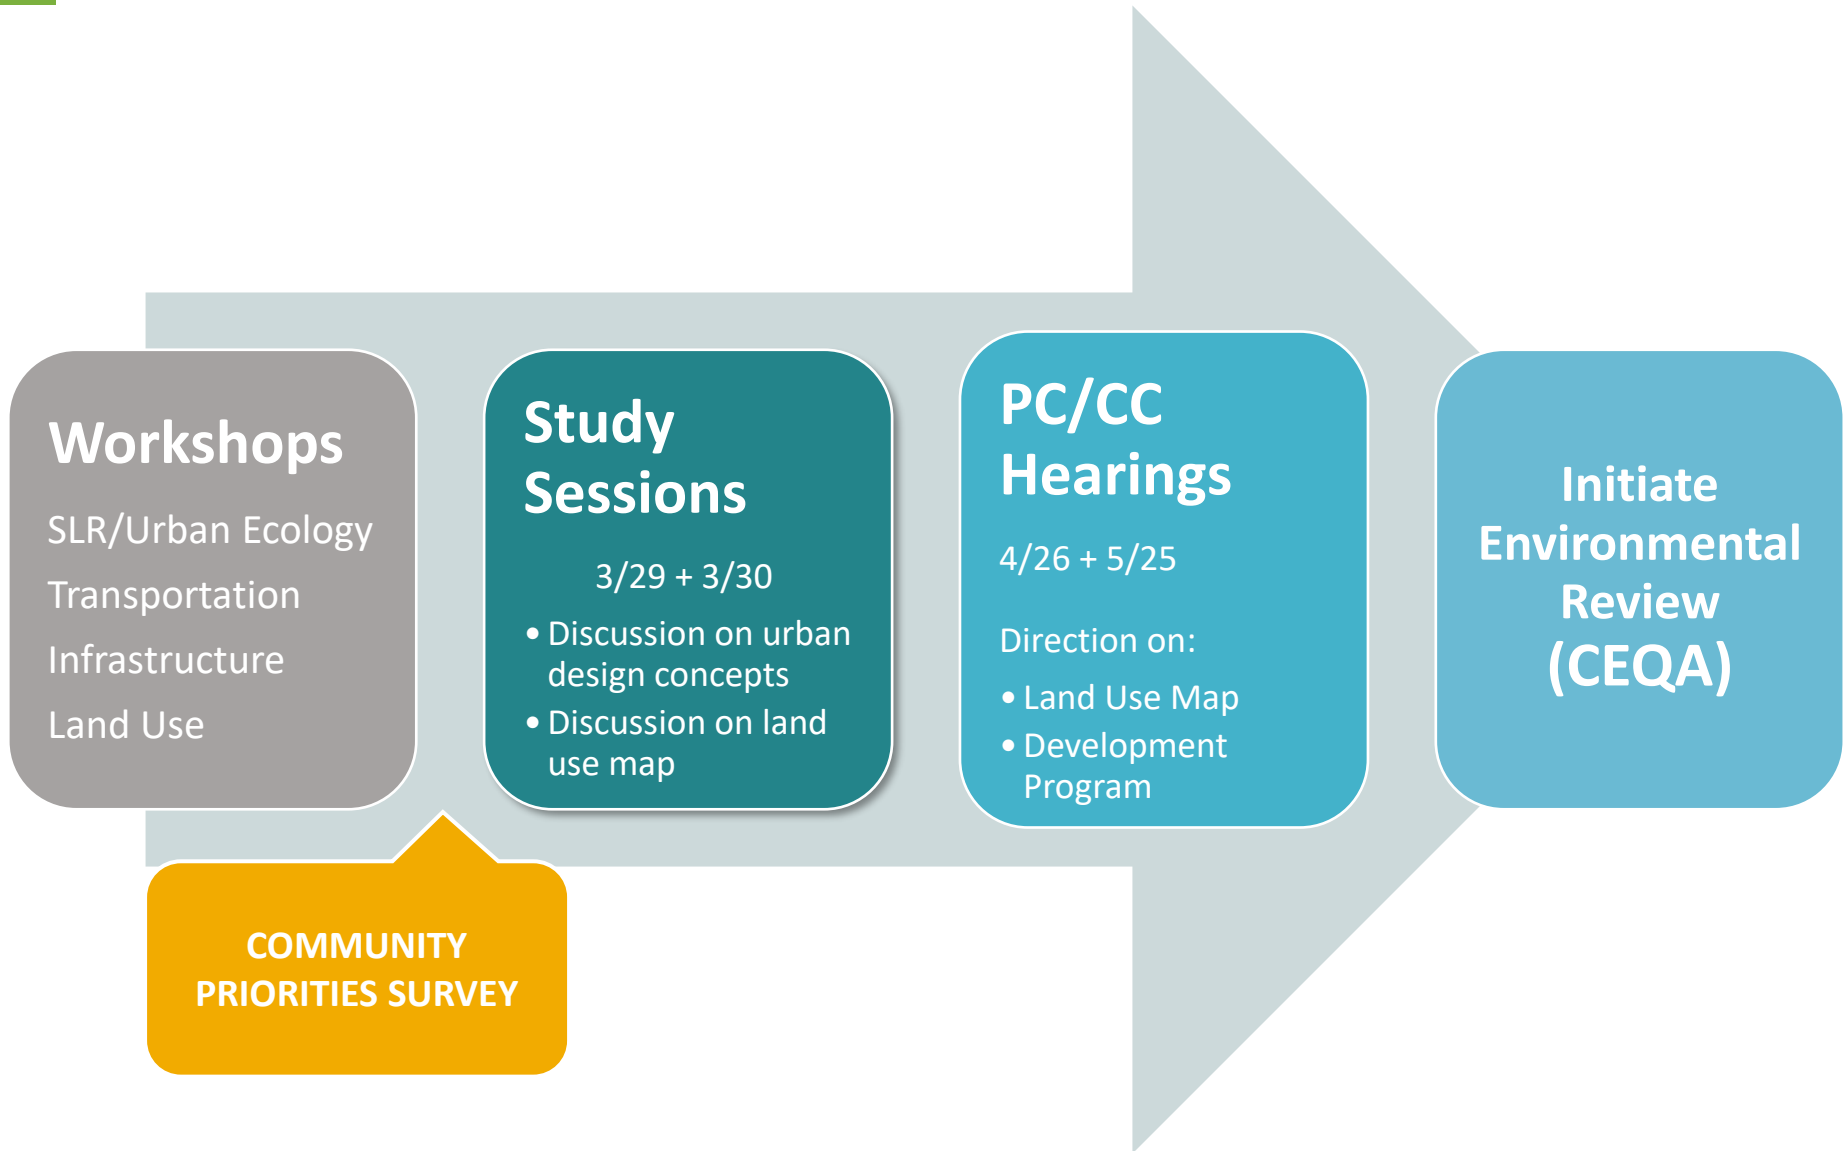 Workshops
SLR/Urban Ecology
Transportation
Infrastructure
Land Use
Study
Sessions
3/29 + 3/30
• Discussion on urban
design concepts
• Discussion on land
use map
PC/CC
Hearings
4/26 + 5/25
Direction on:
• Land Use Map
• Development
Program
Initiate
Environmental
Review
(CEQA)
COMMUNITY
PRIORITIES SURVEY